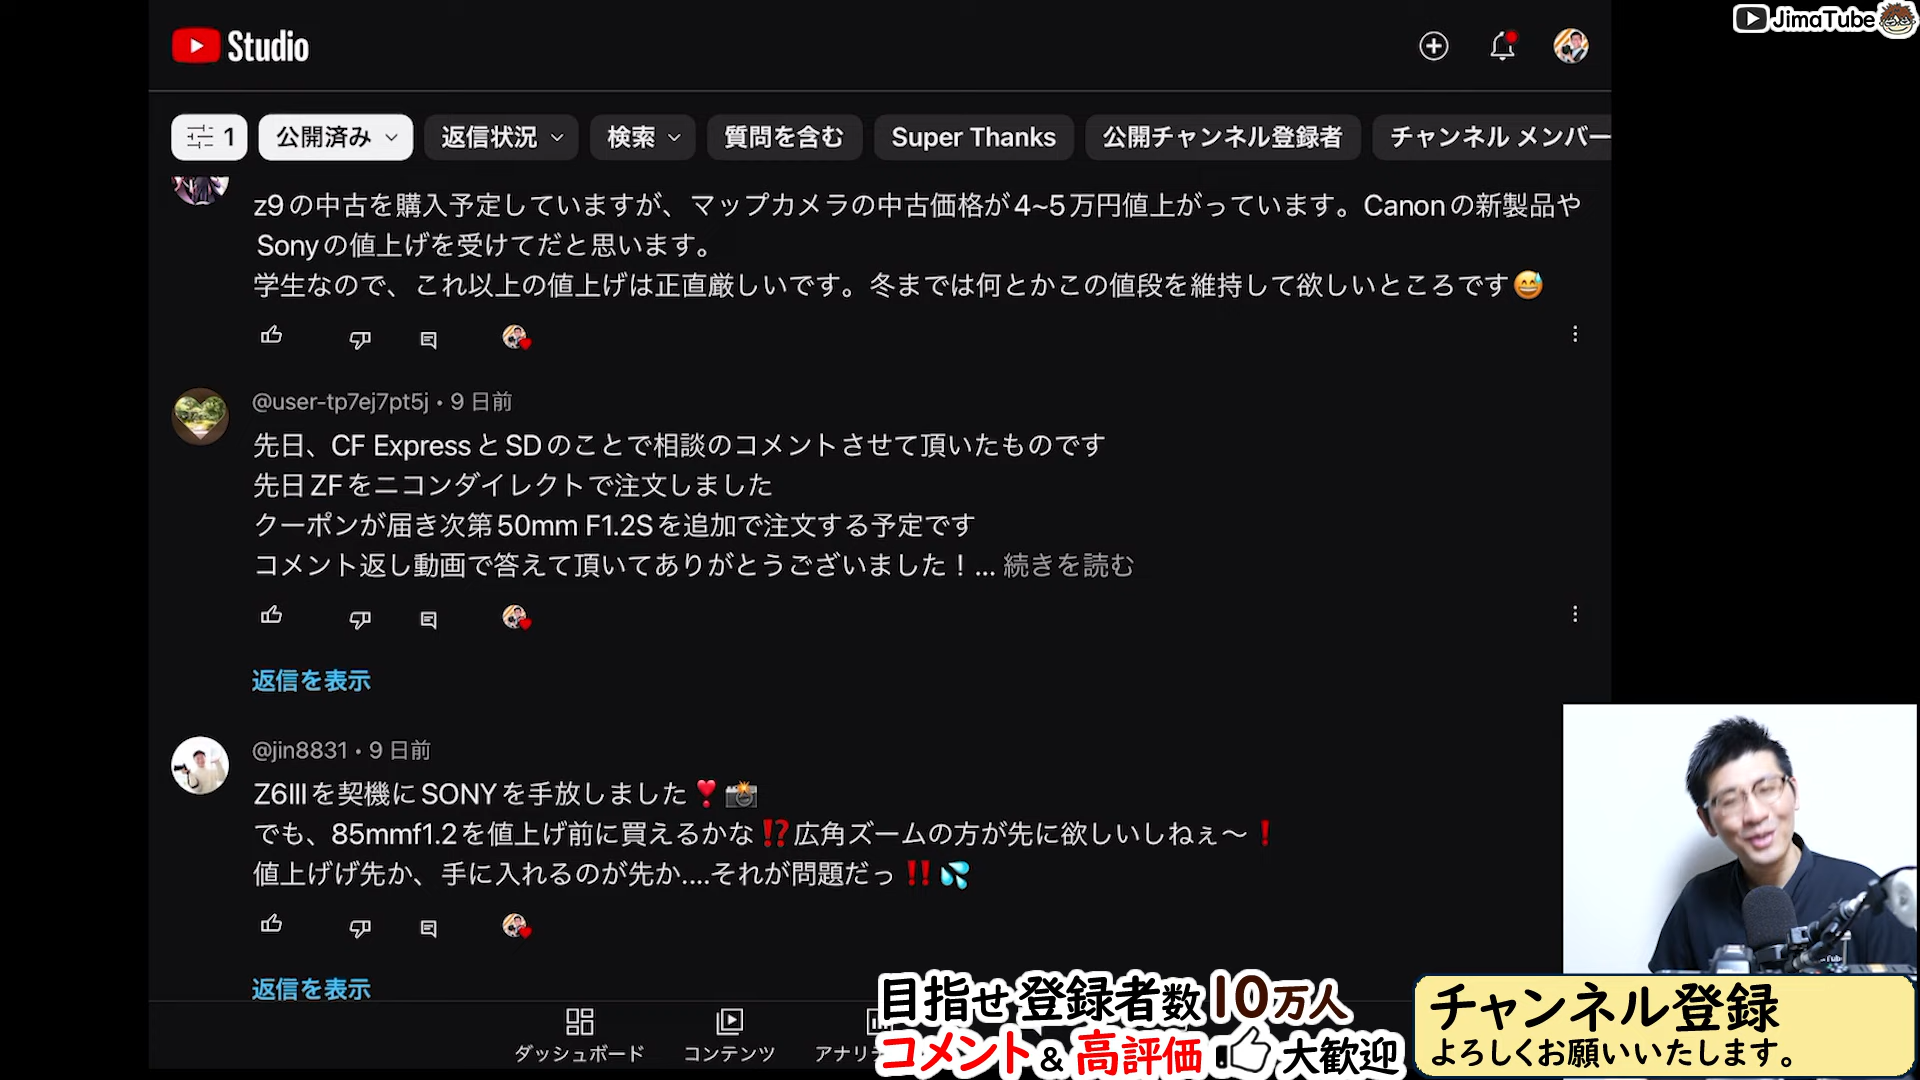 JimaTube
Studio
1
公開済み
返信状況
検索
質問を含む
Super Thanks
公開チャンネル登録者
チャンネル メンバー
z9の中古を購入予定していますが、マップカメラの中古価格が4~5万円値上がっています。Canonの新製品や
Sonyの値上げを受けてだと思います。
学生なので、これ以上の値上げは正直厳しいです。冬までは何とかこの値段を維持して欲しいところです😅
@user-tp7ej7pt5j • 9 日前
先日、CF ExpressとSDのことで相談のコメントさせて頂いたものです
先日ZFをニコンダイレクトで注文しました
クーポンが届き次第50mm F1.2Sを追加で注文する予定です
コメント返し動画で答えて頂いてありがとうございました！... 続きを読む
返信を表示
@jin8831 • 9 日前
Z6Ⅲを契機にSONYを手放しました❣️📸
でも、85mmf1.2を値上げ前に買えるかな⁉️広角ズームの方が先に欲しいしねぇ〜❗
値上げげ先か、手に入れるのが先か....それが問題だっ‼️💦
返信を表示
ダッシュボード
コンテンツ
アナリ
目指せ登録者数10万人
コメント&高評価👍大歓迎
チャンネル登録
よろしくお願いいたします。